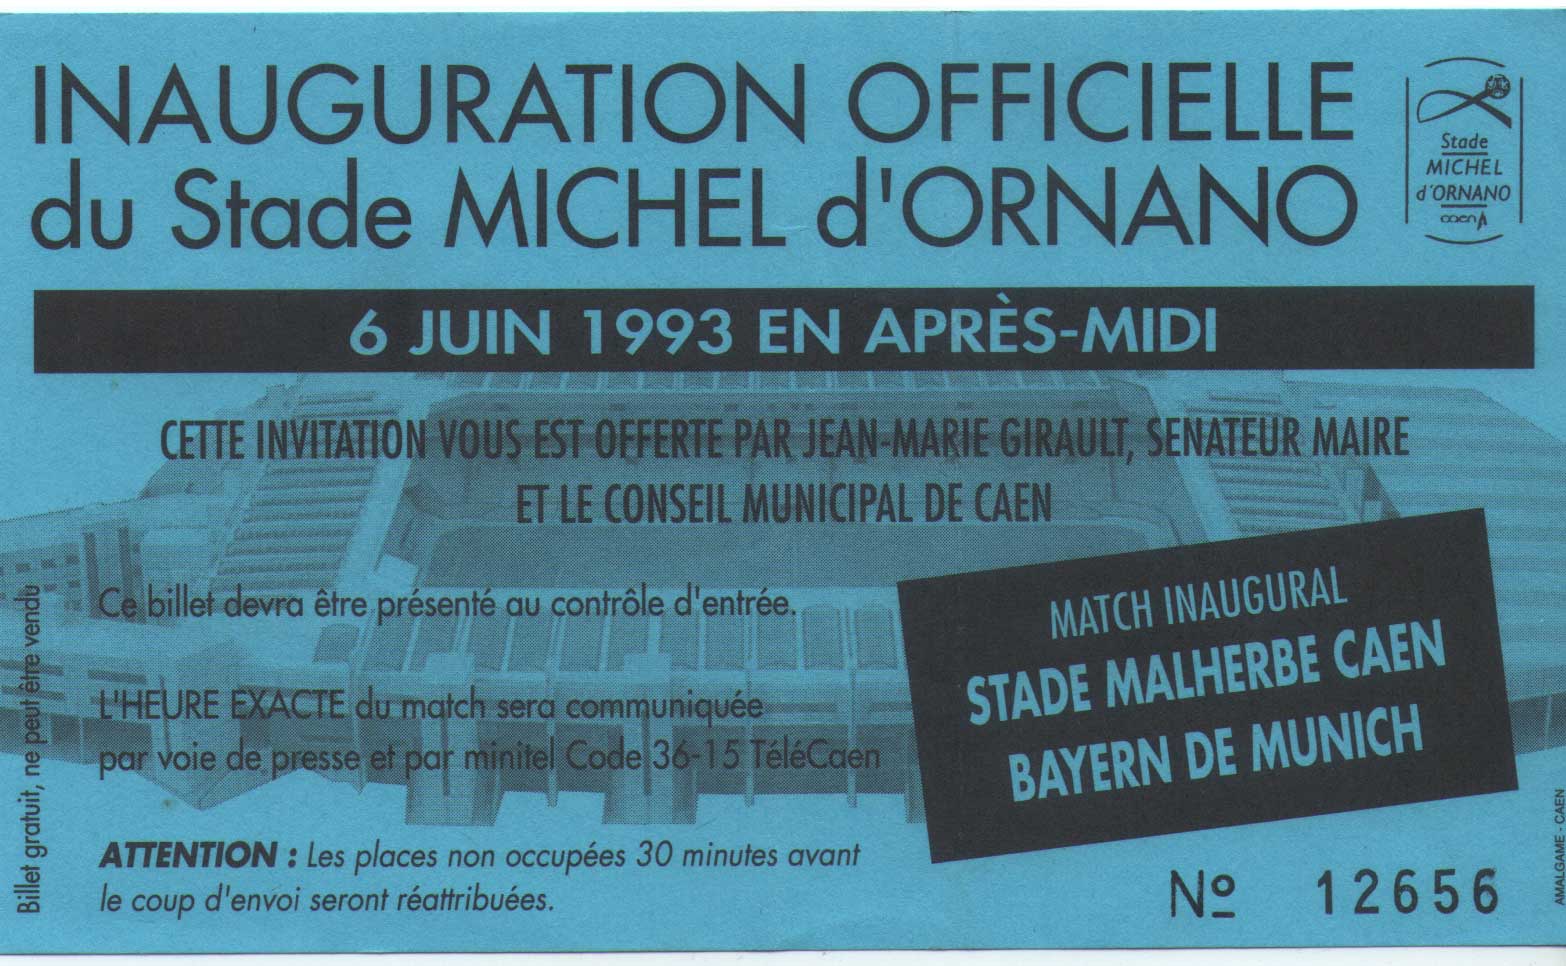 INAUGURATION OFFICIELLE
du Stade MICHEL d'ORNANO
Stade
MICHEL
d'ORNANO
caen
6 JUIN 1993 EN APRÈS-MIDI
CETTE INVITATION VOUS EST OFFERTE PAR JEAN-MARIE GIRAULT, SENATEUR MAIRE
ET LE CONSEIL MUNICIPAL DE CAEN
Ce billet devra être présenté au contrôle d'entrée.
L'HEURE EXACTE du match sera communiquée
par voie de presse et par minitel Code 36-15 TéléCaen
ATTENTION : Les places non occupées 30 minutes avant
le coup d'envoi seront réattribuées.
MATCH INAUGURAL
STADE MALHERBE CAEN
BAYERN DE MUNICH
Nº 12656
Billet gratuit, ne peut être vendu
AMALGAME - CAEN